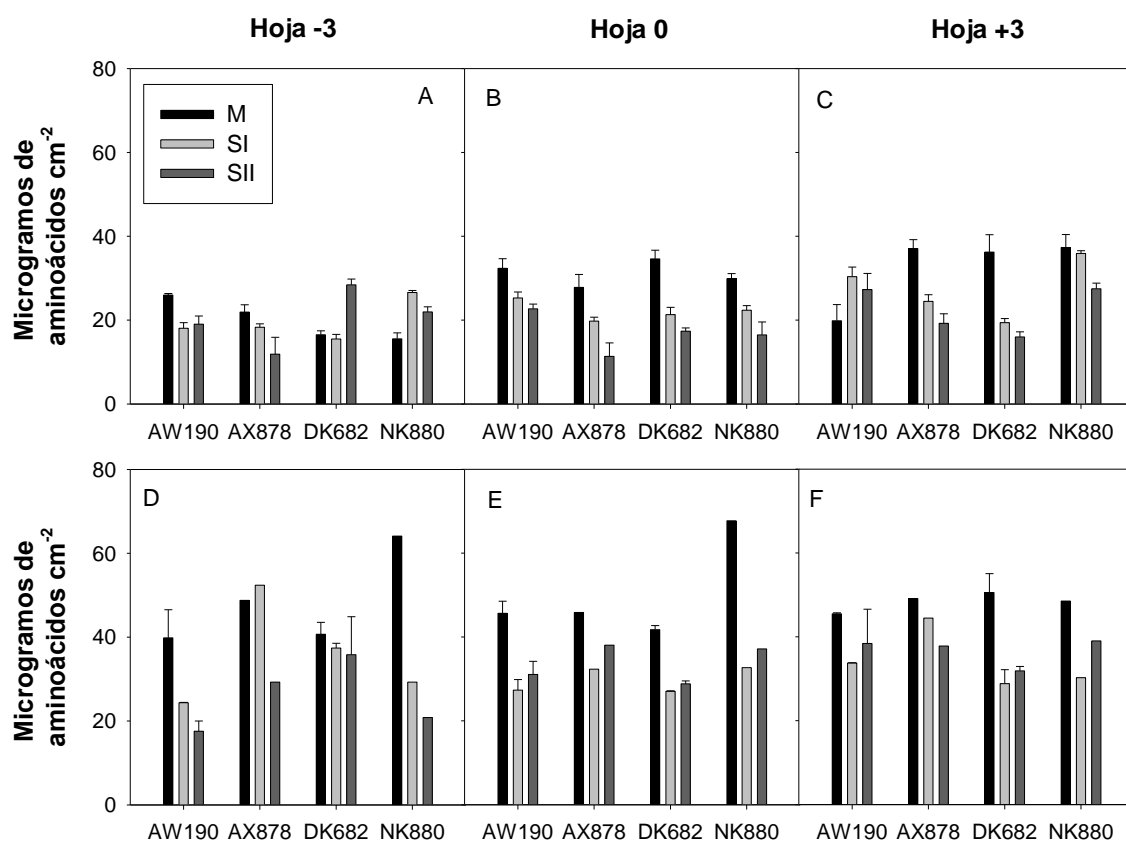 Hoja -3 Hoja 0 Hoja +3
Microgramos de
aminoácidos cm-2
80
60
40
20
0
M
SI
SII
A
B
C
AW190 AX878 DK682 NK880 AW190 AX878 DK682 NK880 AW190 AX878 DK682 NK880
Microgramos de
aminoácidos cm-2
80
60
40
20
0
D
E
F
AW190 AX878 DK682 NK880 AW190 AX878 DK682 NK880 AW190 AX878 DK682 NK880